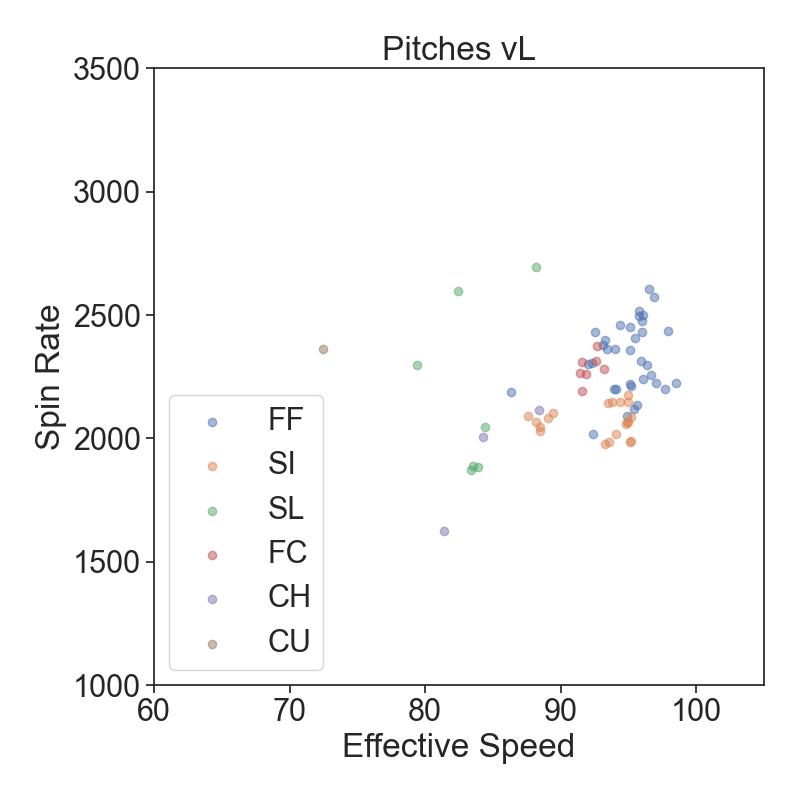 Pitches vL
3500
3000
2500
2000
1500
1000
Spin Rate
FF
SI
SL
FC
CH
CU
60 70 80 90 100
Effective Speed